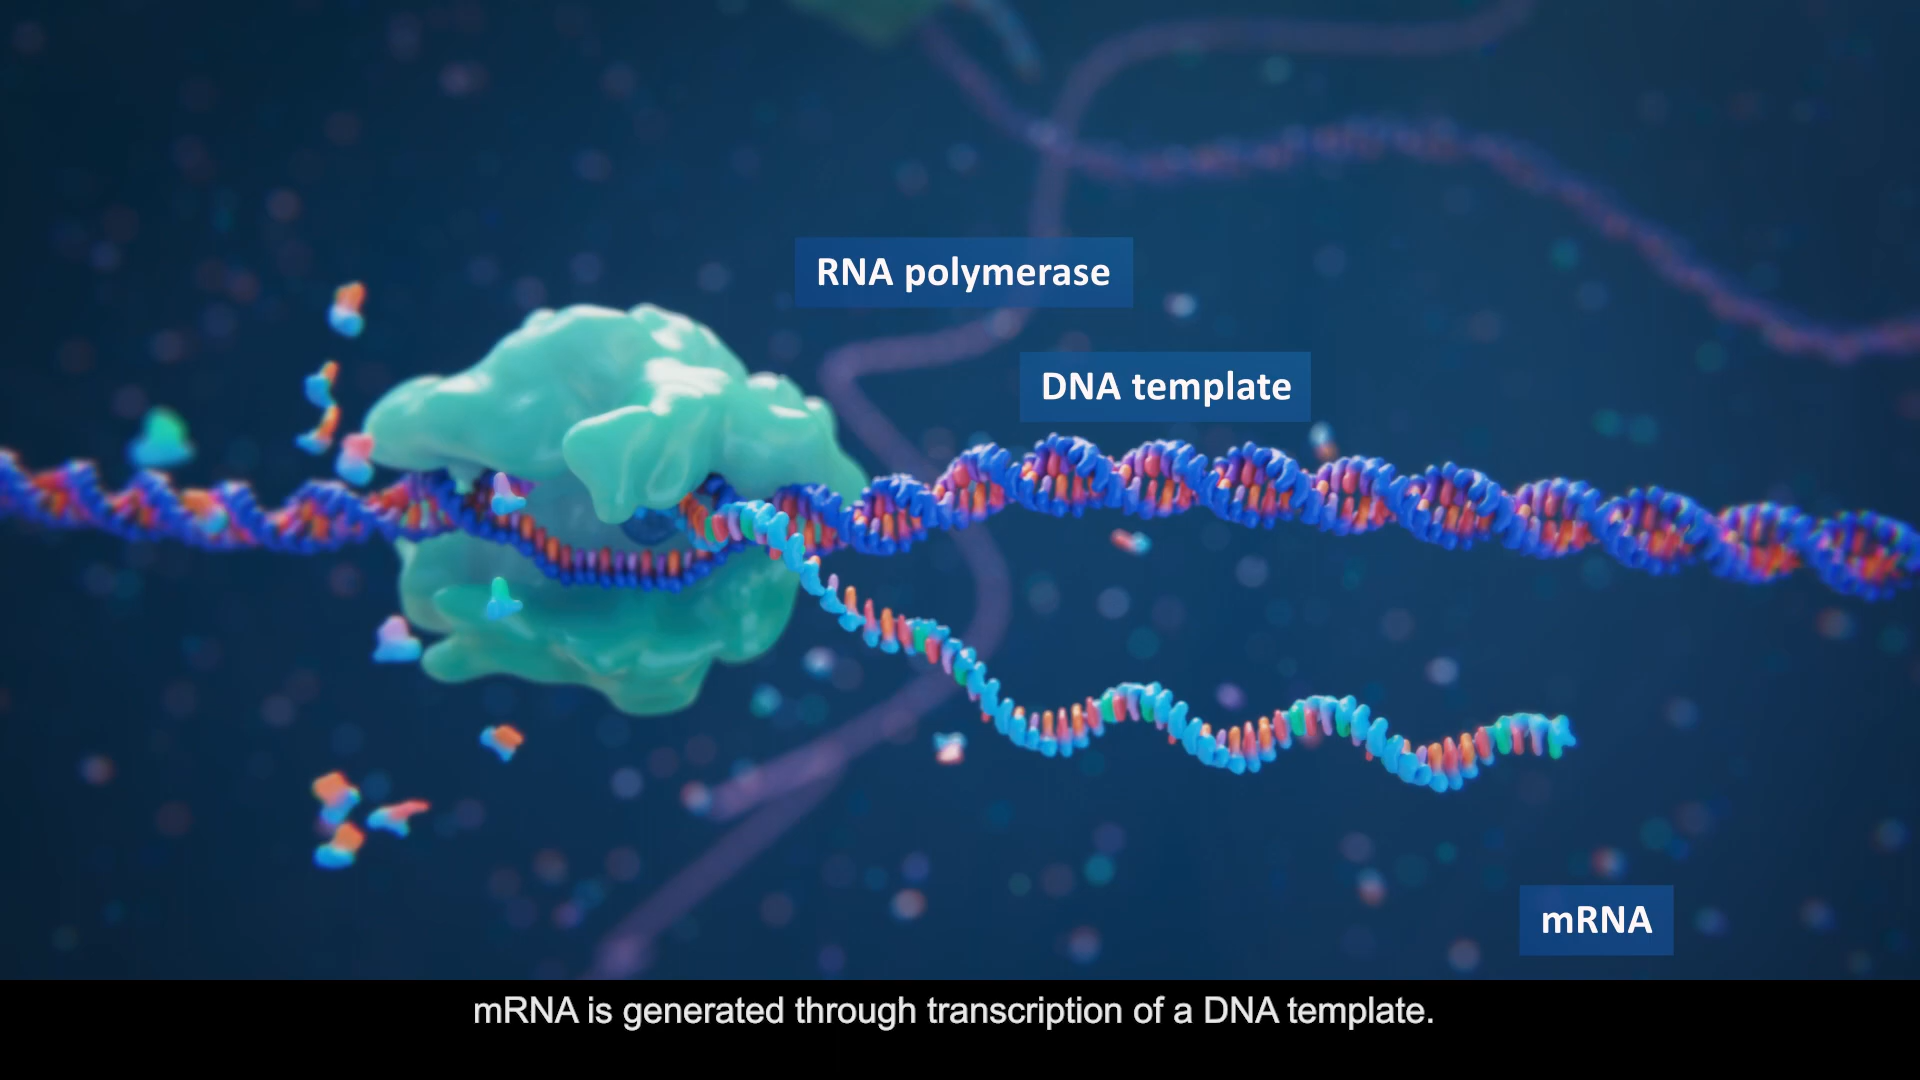 RNA polymerase
DNA template
mRNA
mRNA is generated through transcription of a DNA template.